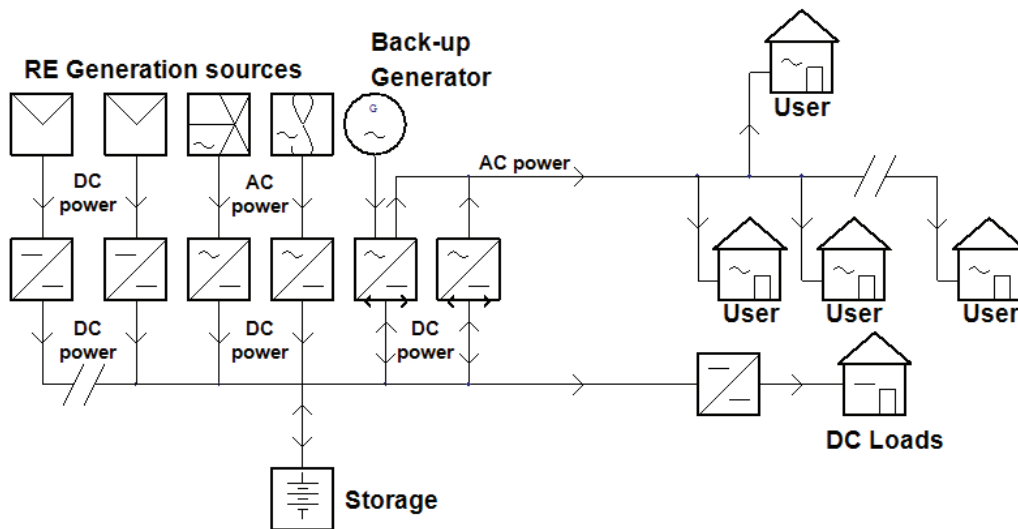 RE Generation sources
Back-up
Generator
G
User
DC
power
AC
power
AC power
User
User
User
DC
power
DC
power
DC
power
DC Loads
Storage